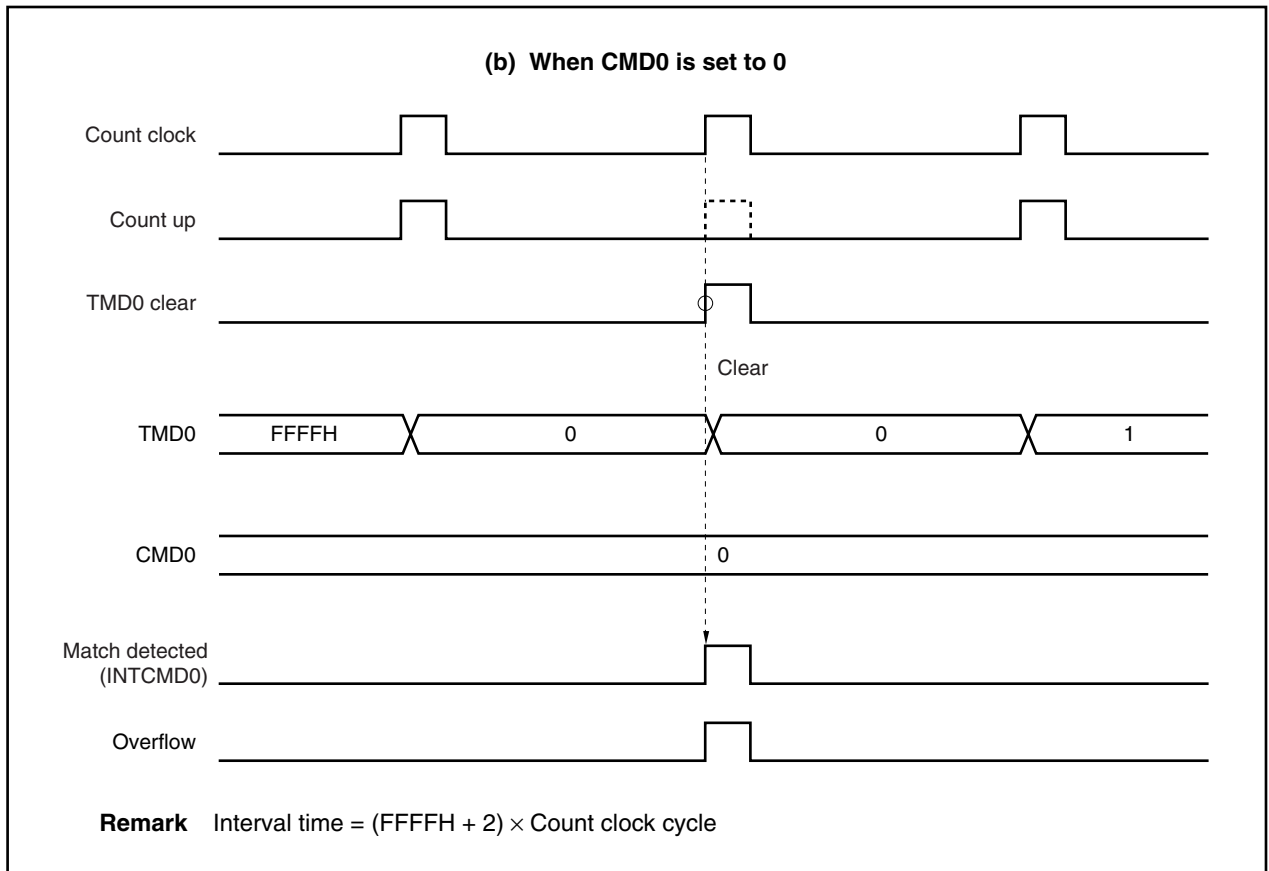 (b) When CMD0 is set to 0
Count clock
Count up
TMD0 clear
Clear
TMD0 FFFFH 0 0 1
CMD0 0
Match detected
(INTCMD0)
Overflow
Remark Interval time = (FFFFH + 2) × Count clock cycle